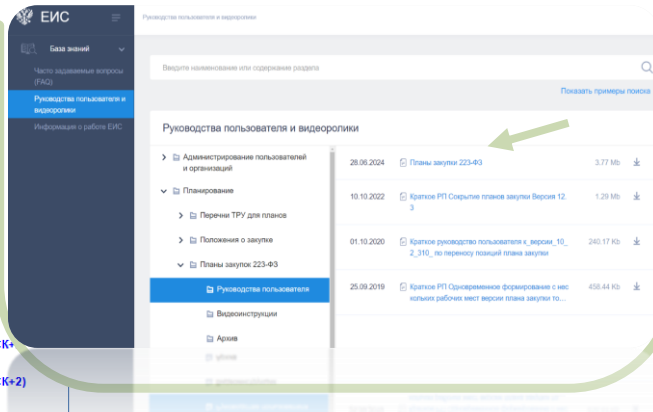 ЕИС
Руководства пользователя и видеоролики
База знаний
Часто задаваемые вопросы
(FAQ)
Руководства пользователя и
видеоролики
Информация о работе ЕИС
Введите наименование или содержание раздела
Показать примеры поиска
Руководства пользователя и видеоролики
Администрирование пользователей
и организаций
Планирование
Перечни ТРУ для планов
Положения о закупке
Планы закупок 223-ФЗ
Руководства пользователя
Видеоинструкции
Архив
28.06.2024 Планы закупки 223-ФЗ 3.77 Mb
10.10.2022 Краткое РП Сокрытие планов закупки Версия 12.
3 1.29 Mb
01.10.2020 Краткое руководство пользователя к_версии_10_
2_310_ по переносу позиций плана закупки 240.17 Kb
25.09.2019 Краткое РП Одновременное формирование с нес
кольких рабочих мест версии плана закупки то... 458.44 Kb
К+
К+2)